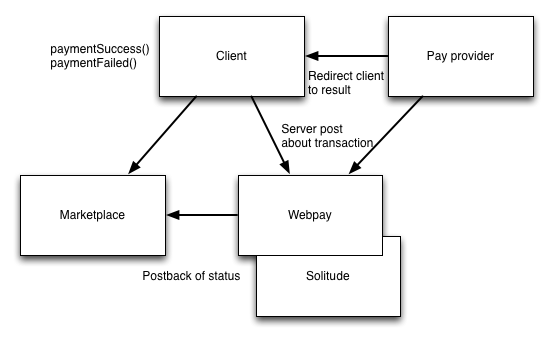 paymentSuccess()
paymentFailed()
Client
Pay provider
Redirect client
to result
Server post
about transaction
Marketplace
Webpay
Postback of status
Solitude